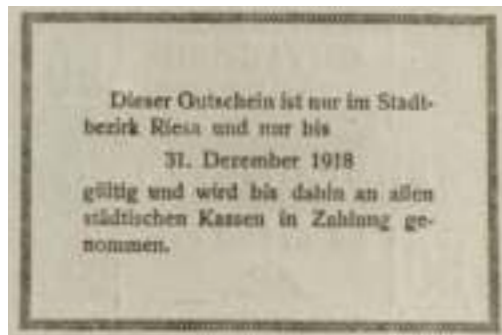 Dieser Gutschein ist nur im Stadt-
bezirk Riesa und nur bis
31. Dezember 1918
gültig und wird bis dahin an allen
städtischen Kassen in Zahlung ge-
nommen.